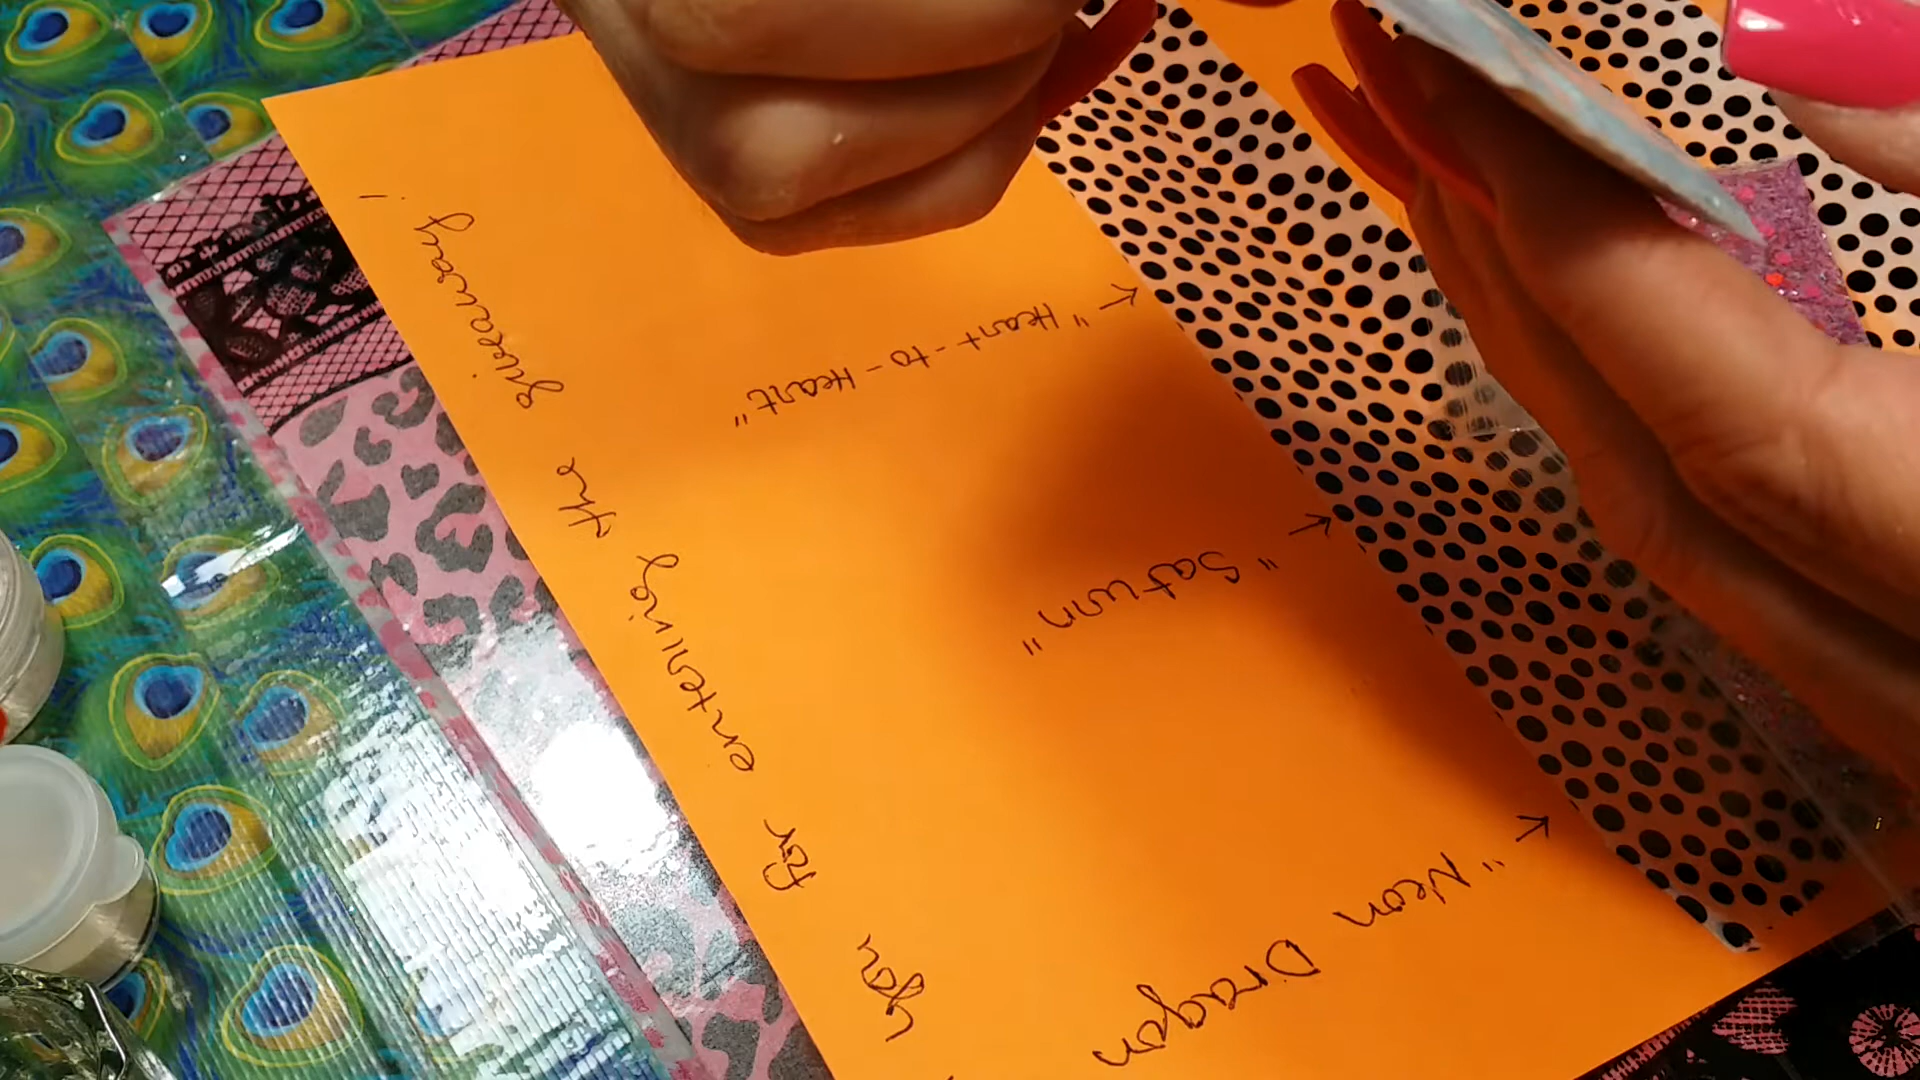 you for entering the giveaway!
"Neon Dragon
"Saturn"
"Heart-to-Heart"